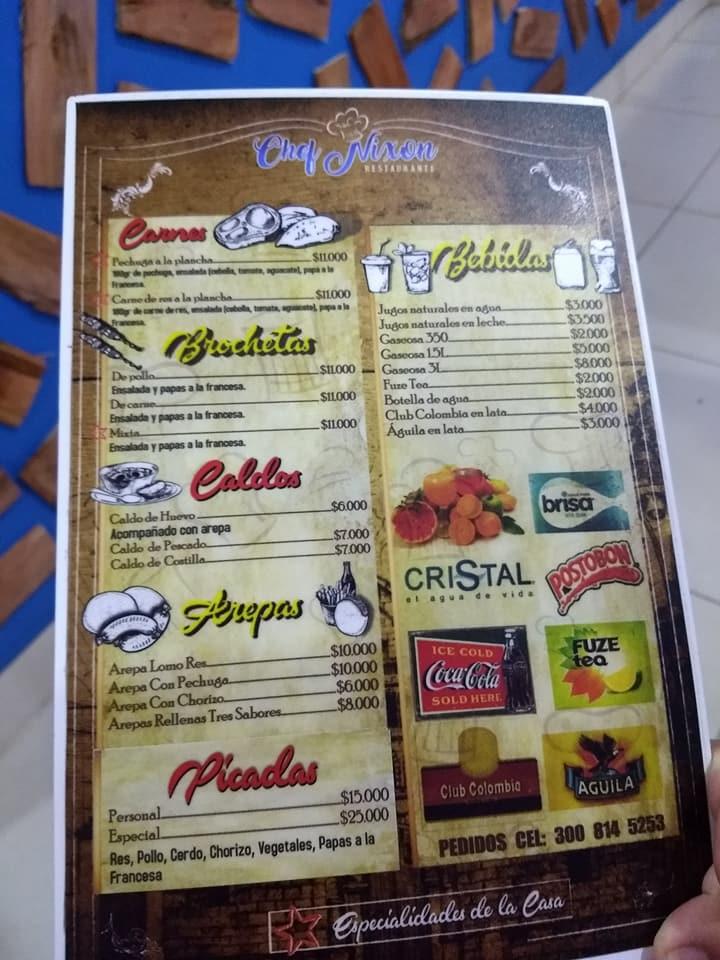 Chef Nixon
RESTAURANTE
Carnes
Pechuga a la plancha $11.000
180gr de pechuga, ensalada (cebolla, tomate, aguacate), papa a la
Francesa.
Carne de res a la plancha $11.000
180gr de carne de res, ensalada (cebolla, tomate, aguacate), papa a la
Francesa.
Brochetas
De pollo $11.000
Ensalada y papas a la francesa.
De carne $11.000
Ensalada y papas a la francesa.
Mixta $11.000
Ensalada y papas a la francesa.
Caldos
Caldo de Huevo $6.000
Acompañado con arepa
Caldo de Pescado $7.000
Caldo de Costilla $7.000
Arepas
Arepa Lomo Res $10.000
Arepa Con Pechuga $10.000
Arepa Con Chorizo $6.000
Arepas Rellenas Tres Sabores $8.000
Picadas
Personal $15.000
Especial $25.000
Res, Pollo, Cerdo, Chorizo, Vegetales, Papas a la
Francesa
Bebidas
Jugos naturales en agua $3.000
Jugos naturales en leche $3.500
Gaseosa 350 $2.000
Gaseosa 1.5L $5.000
Gaseosa 3L $8.000
Fuze Tea $2.000
Botella de agua $2.000
Club Colombia en lata $4.000
Águila en lata $3.000
brisa
CRISTAL
el agua de vida
POSTOBON
ICE COLD
Coca-Cola
SOLD HERE
FUZE
tea
Club Colombia
AGUILA
PEDIDOS CEL: 300 814 5253
Especialidades de la Casa